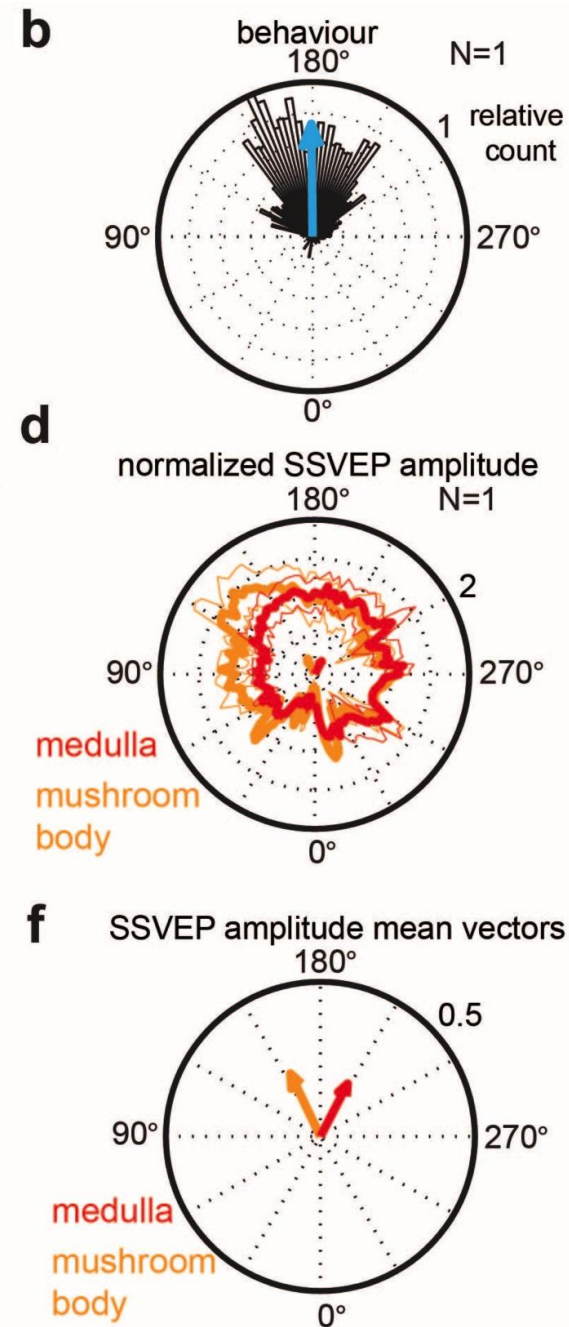 b
behaviour
180°
N=1
1 relative
count
90°
270°
0°
d
normalized SSVEP amplitude
180°
N=1
2
90°
270°
medulla
mushroom
body
0°
f
SSVEP amplitude mean vectors
180°
0.5
90°
270°
medulla
mushroom
body
0°